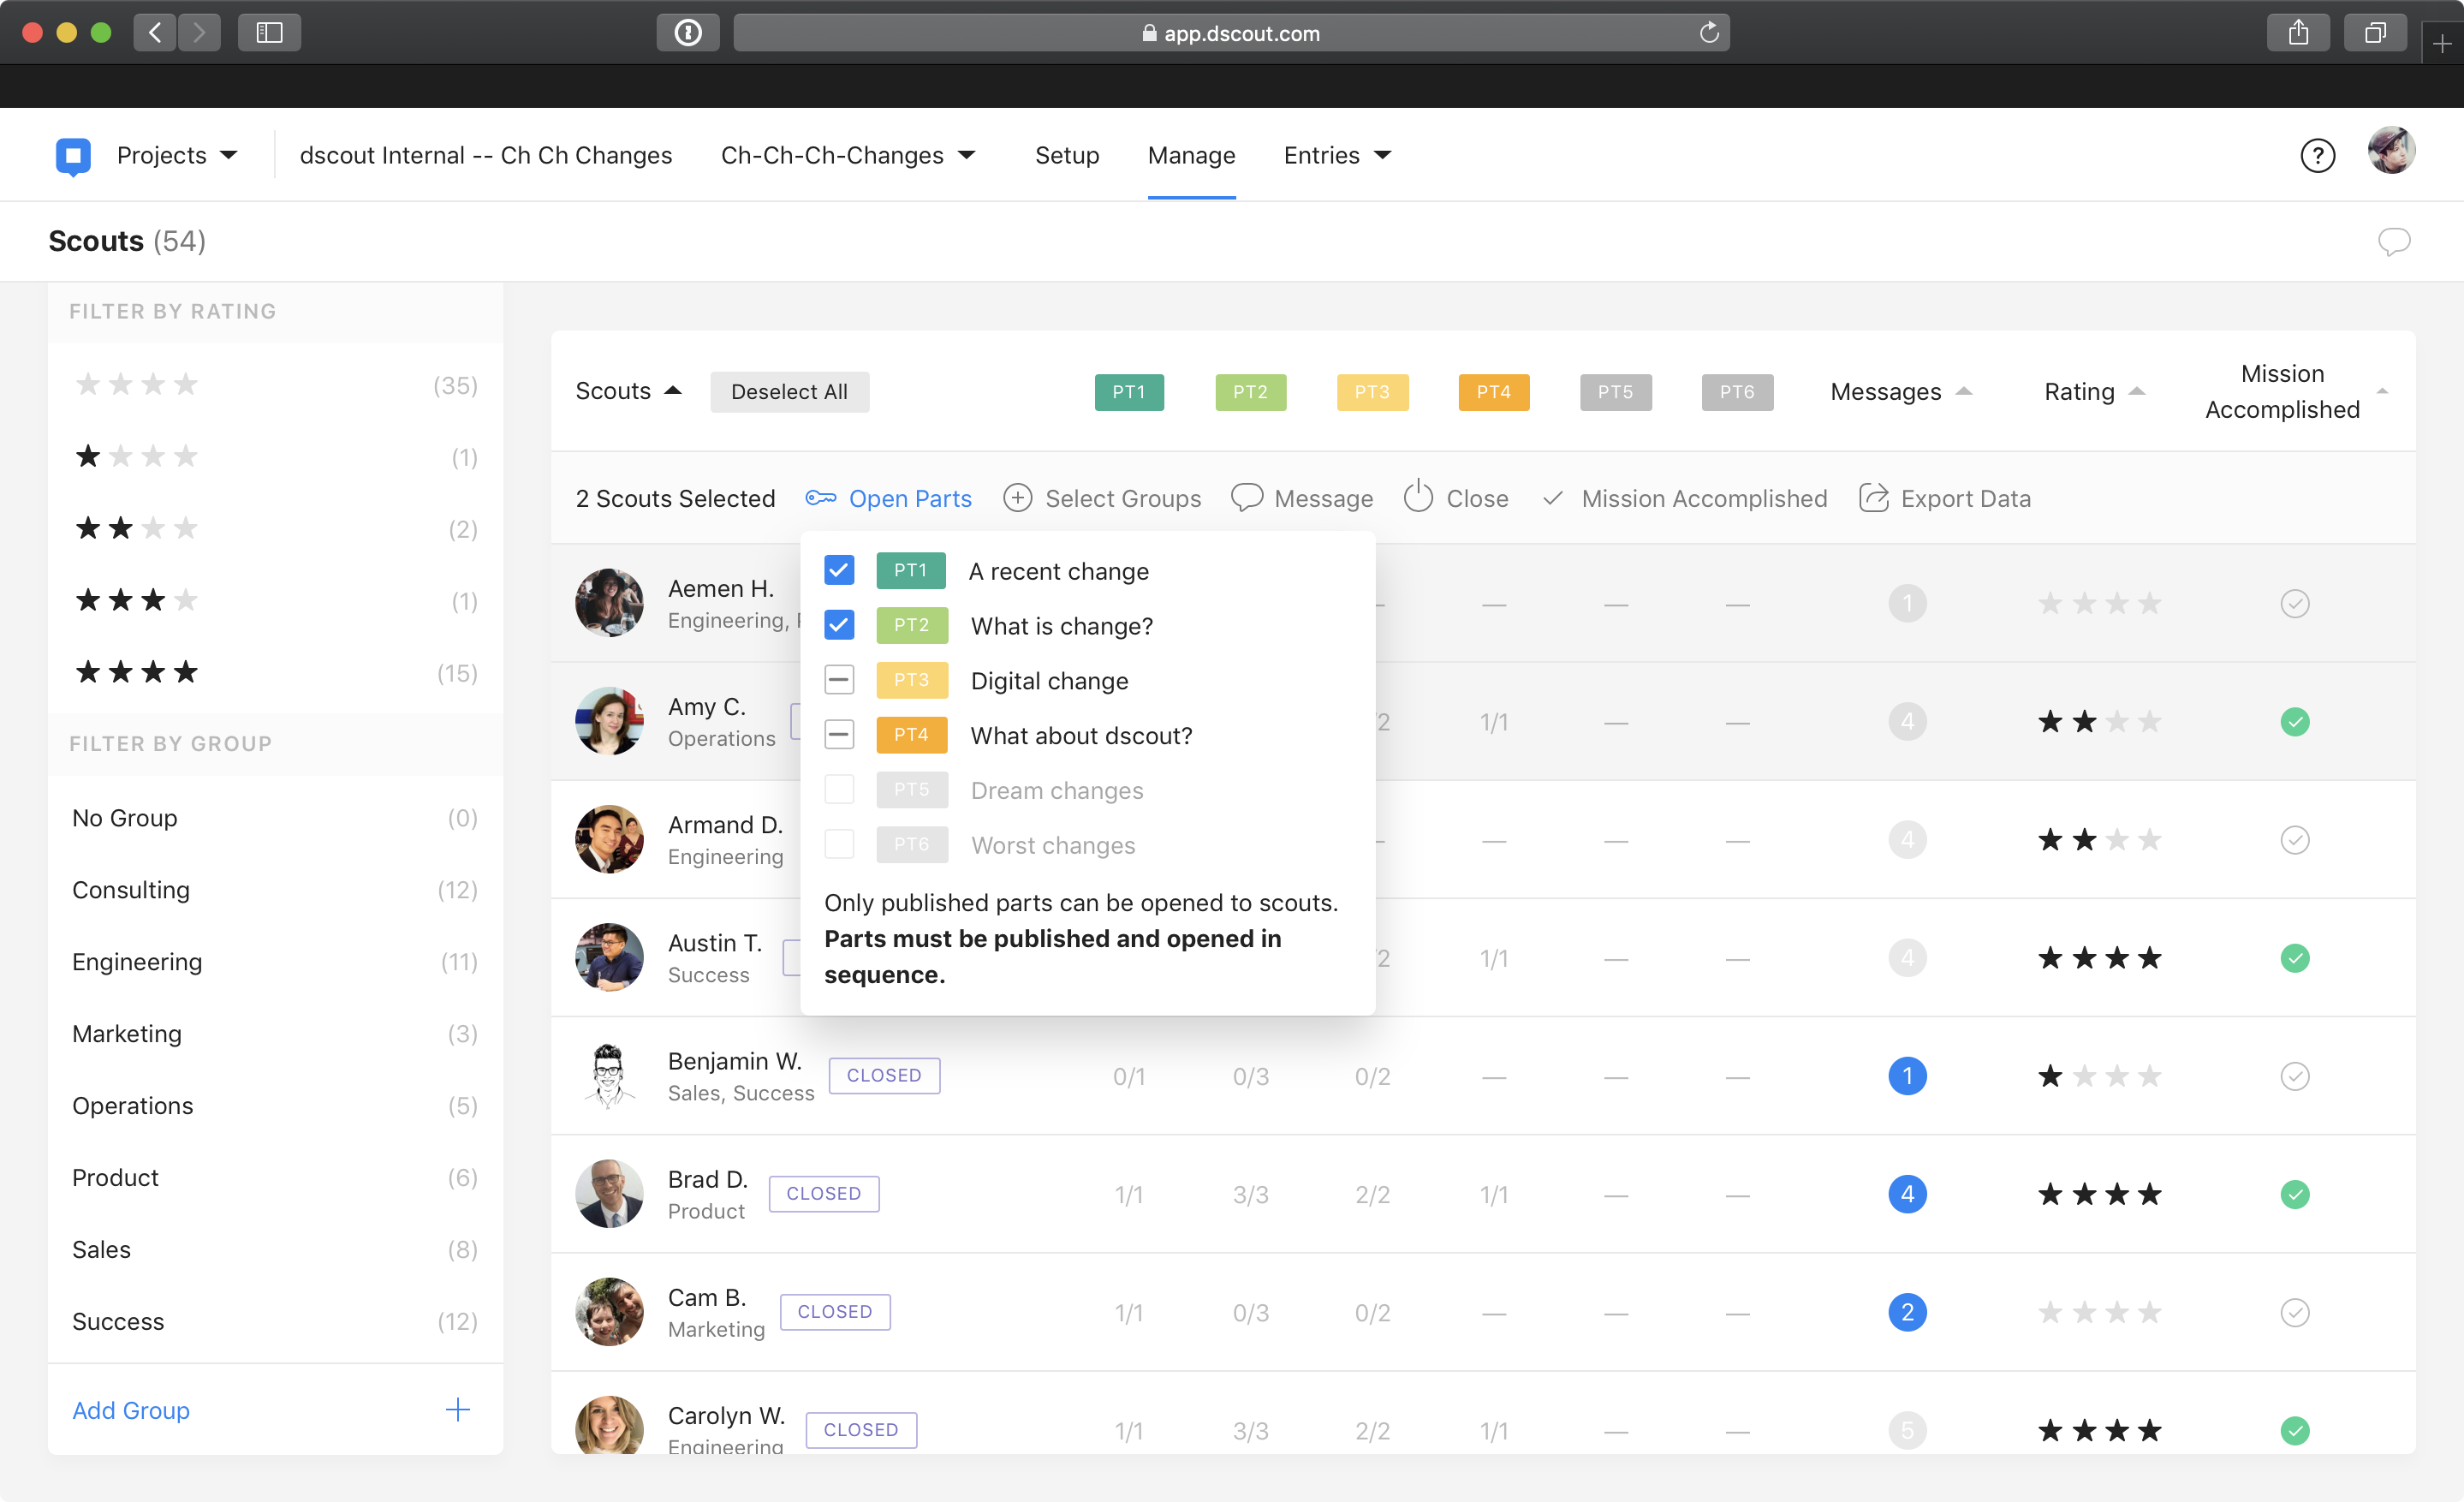 app.dscout.com
Projects
dscout Internal -- Ch Ch Changes
Ch-Ch-Ch-Changes
Setup
Manage
Entries
?
Scouts (54)
FILTER BY RATING
(35)
(1)
(2)
(1)
(15)
FILTER BY GROUP
No Group (0)
Consulting (12)
Engineering (11)
Marketing (3)
Operations (5)
Product (6)
Sales (8)
Success (12)
Add Group
Scouts
Deselect All
PT1
PT2
PT3
PT4
PT5
PT6
Messages
Rating
Mission
Accomplished
2 Scouts Selected
Open Parts
Select Groups
Message
Close
Mission Accomplished
Export Data
PT1 A recent change
PT2 What is change?
PT3 Digital change
PT4 What about dscout?
PT5 Dream changes
PT6 Worst changes
Only published parts can be opened to scouts.
Parts must be published and opened in
sequence.
Aemen H.
Engineering,
— — — 1
Amy C.
Operations
/2 1/1 — — 4
Armand D.
Engineering
— — — 4
Austin T.
Success
/2 1/1 — — 4
Benjamin W.
Sales, Success
CLOSED
0/1 0/3 0/2 — — — 1
Brad D.
Product
CLOSED
1/1 3/3 2/2 1/1 — — 4
Cam B.
Marketing
CLOSED
1/1 0/3 0/2 — — — 2
Carolyn W.
Engineering
CLOSED
1/1 3/3 2/2 1/1 — — 5